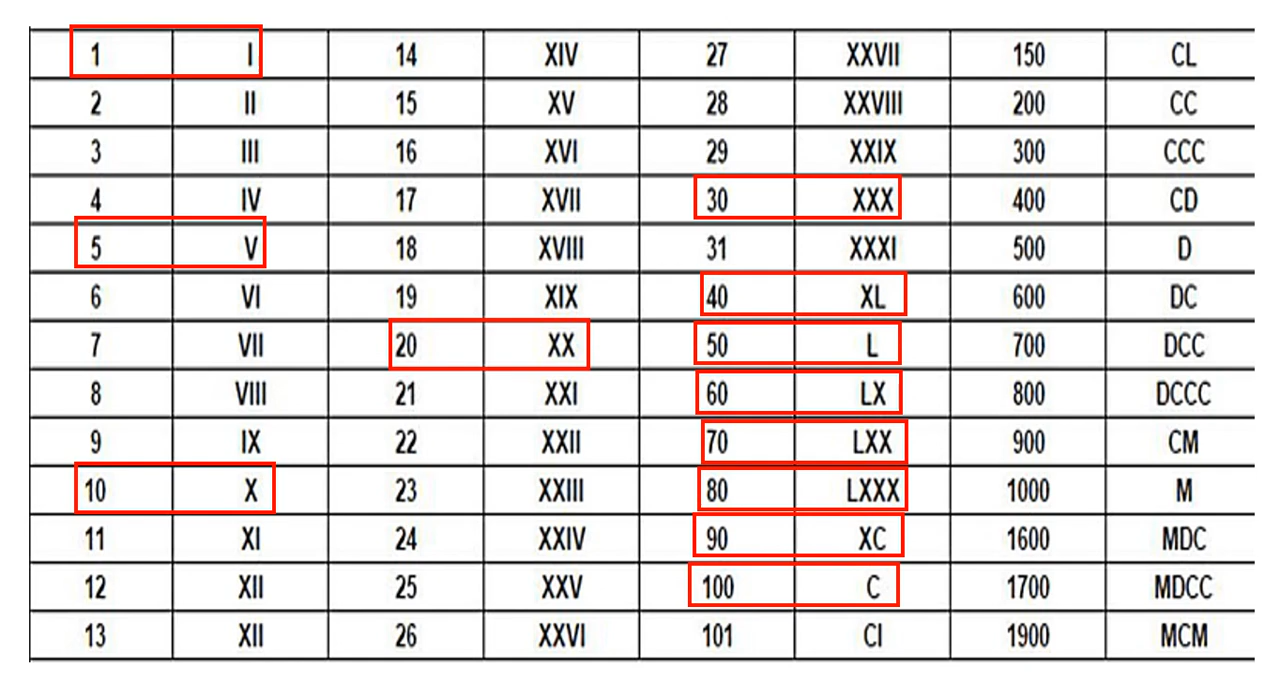 1 I 14 XIV 27 XXVII 150 CL
2 II 15 XV 28 XXVIII 200 CC
3 III 16 XVI 29 XXIX 300 CCC
4 IV 17 XVII 30 XXX 400 CD
5 V 18 XVIII 31 XXXI 500 D
6 VI 19 XIX 40 XL 600 DC
7 VII 20 XX 50 L 700 DCC
8 VIII 21 XXI 60 LX 800 DCCC
9 IX 22 XXII 70 LXX 900 CM
10 X 23 XXIII 80 LXXX 1000 M
11 XI 24 XXIV 90 XC 1600 MDC
12 XII 25 XXV 100 C 1700 MDCC
13 XII 26 XXVI 101 CI 1900 MCM